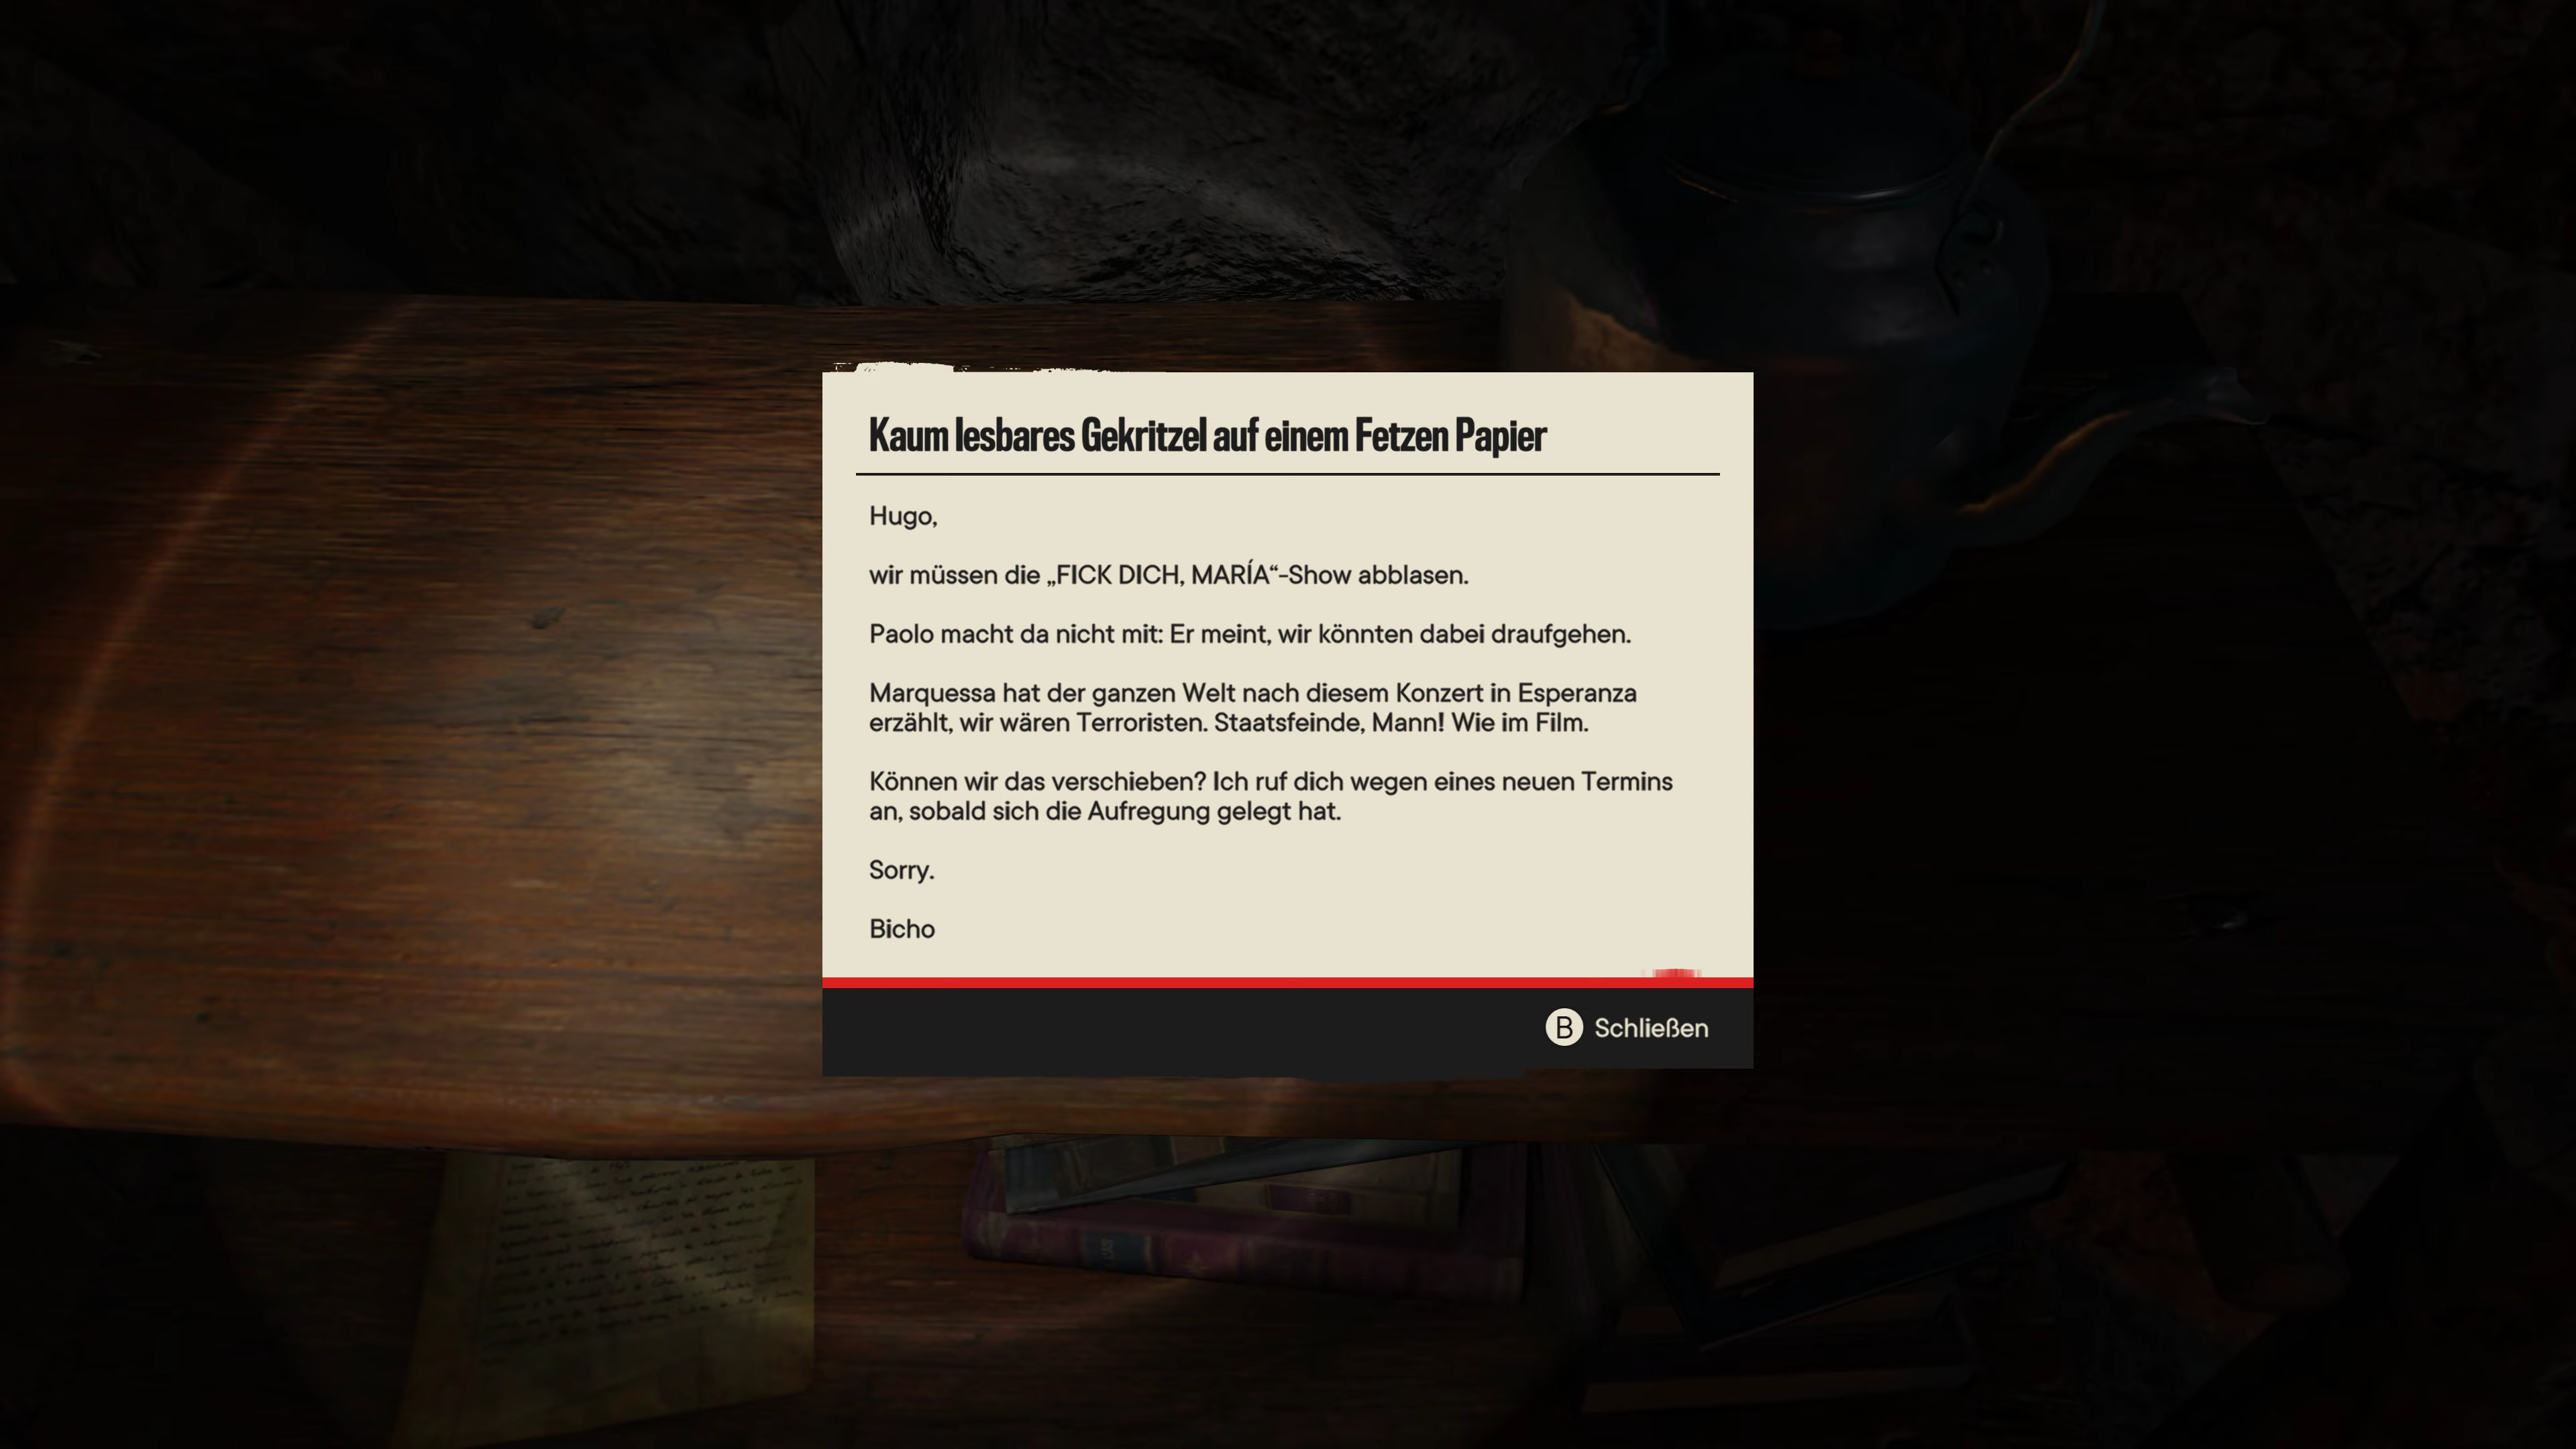 Kaum lesbares Gekritzel auf einem Fetzen Papier
Hugo,
wir müssen die „FICK DICH, MARÍA“-Show abblasen.
Paolo macht da nicht mit: Er meint, wir könnten dabei draufgehen.
Marquessa hat der ganzen Welt nach diesem Konzert in Esperanza
erzählt, wir wären Terroristen. Staatsfeinde, Mann! Wie im Film.
Können wir das verschieben? Ich ruf dich wegen eines neuen Termins
an, sobald sich die Aufregung gelegt hat.
Sorry.
Bicho
B Schließen